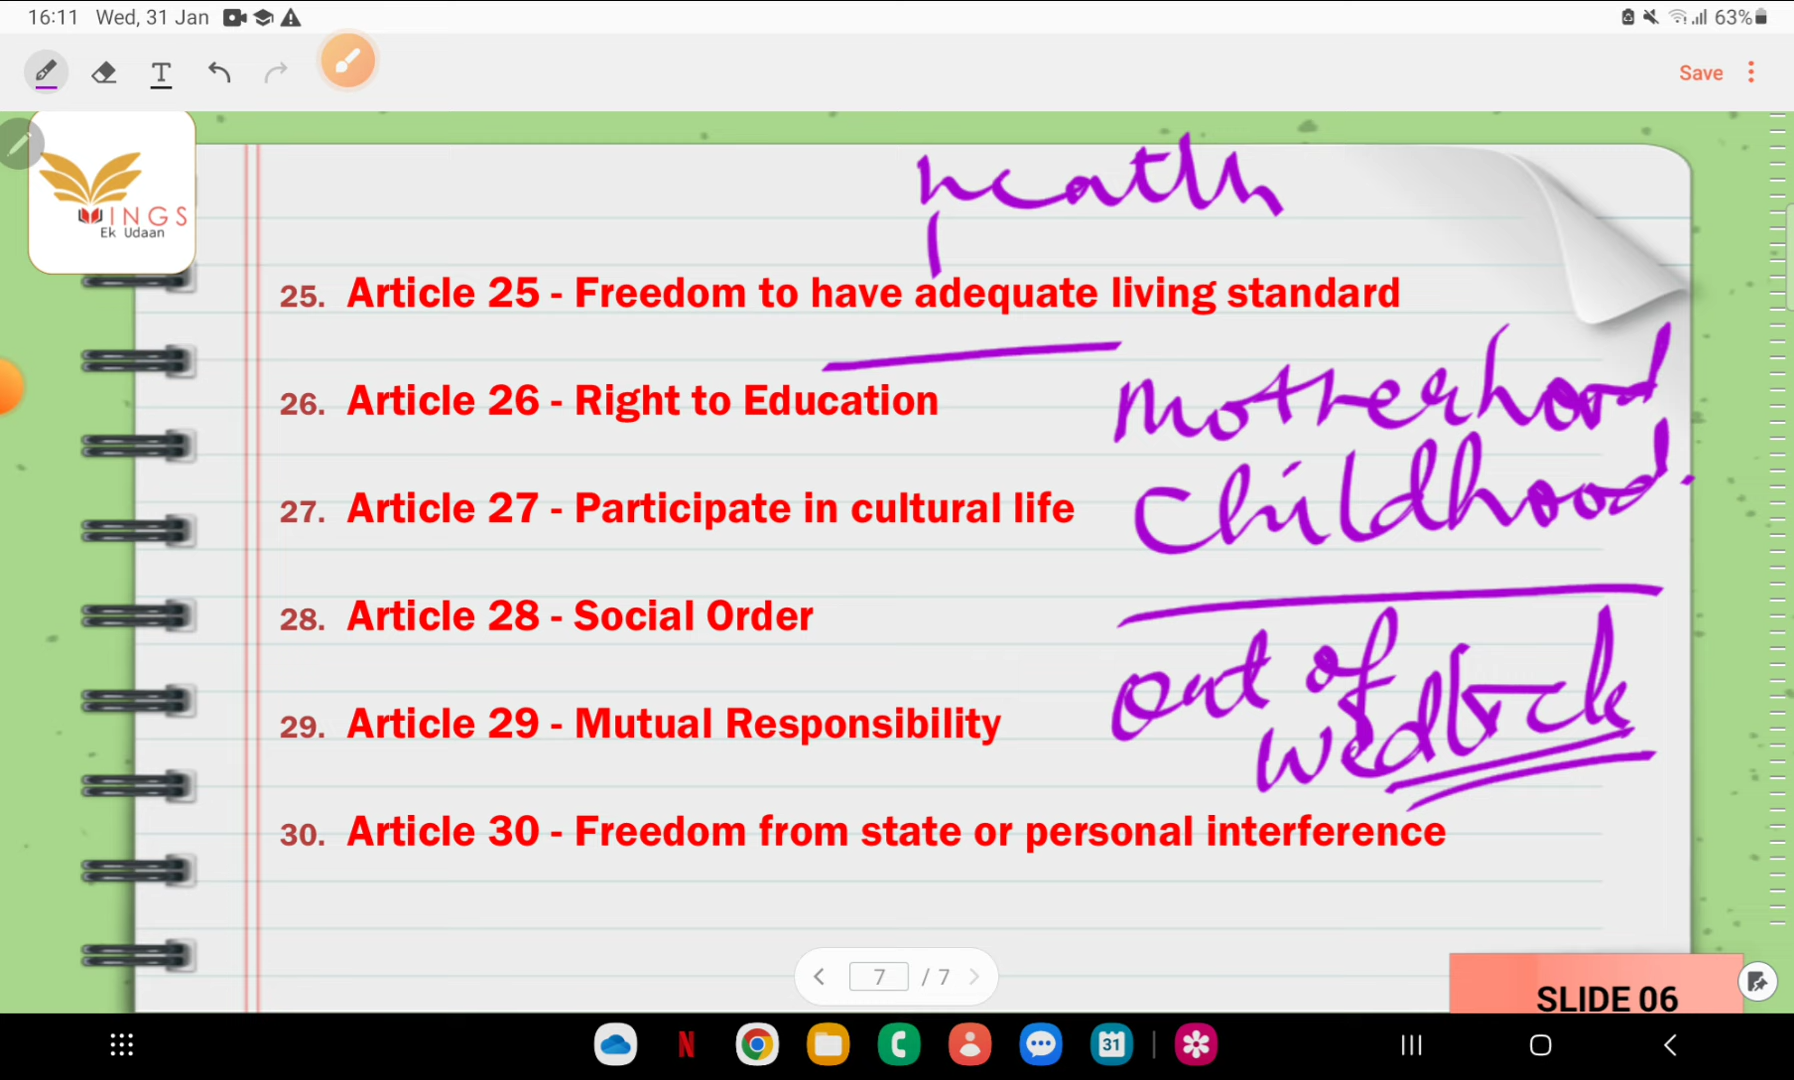 16:11 Wed, 31 Jan 63%
T Save
heath
WINGS
Ek Udaan
25. Article 25 - Freedom to have adequate living standard
26. Article 26 - Right to Education
Motherhood
27. Article 27 - Participate in cultural life
Childhood.
28. Article 28 - Social Order
out of
wedlock
29. Article 29 - Mutual Responsibility
30. Article 30 - Freedom from state or personal interference
7 / 7
SLIDE 06
N 31